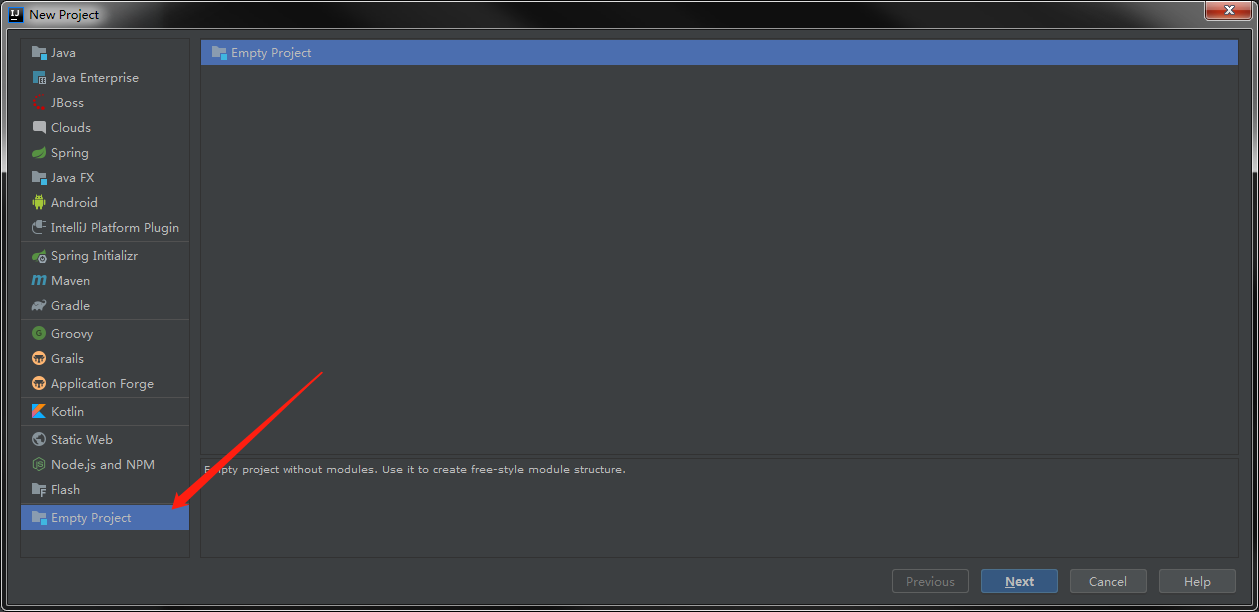 New Project
Java
Java Enterprise
JBoss
Clouds
Spring
Java FX
Android
IntelliJ Platform Plugin
Spring Initializr
Maven
Gradle
Groovy
Grails
Application Forge
Kotlin
Static Web
Node.js and NPM
Flash
Empty Project
Empty Project
Empty project without modules. Use it to create free-style module structure.
Previous
Next
Cancel
Help